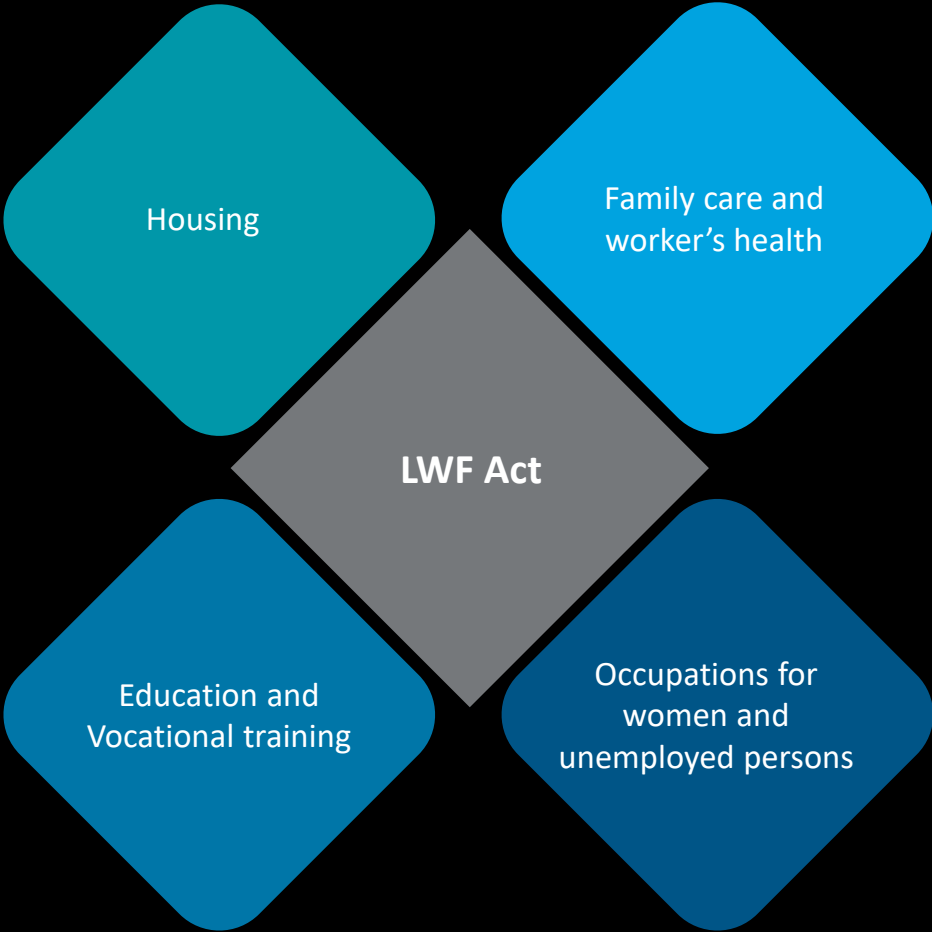 Housing
Family care and
worker’s health
LWF Act
Education and
Vocational training
Occupations for
women and
unemployed persons